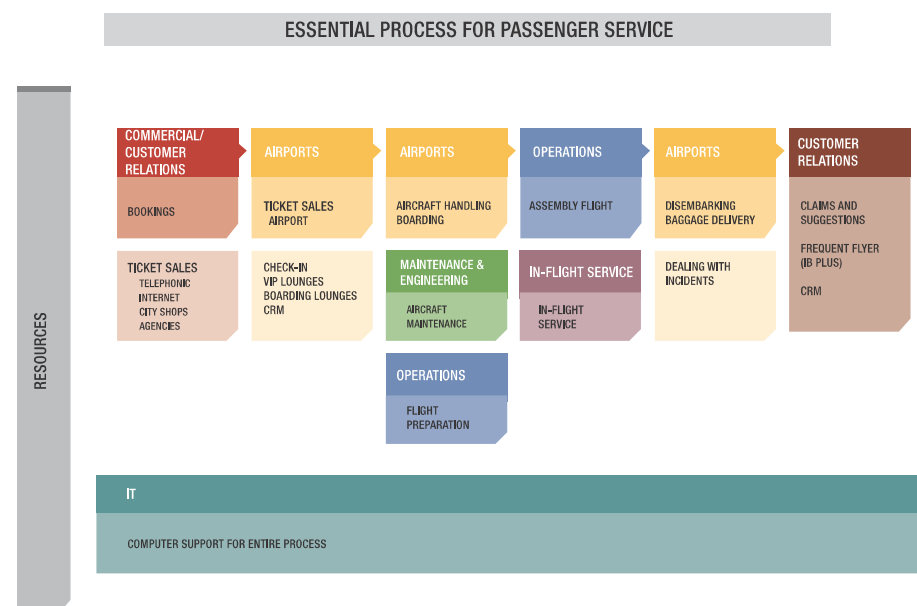 ESSENTIAL PROCESS FOR PASSENGER SERVICE
RESOURCES
COMMERCIAL/
CUSTOMER
RELATIONS
BOOKINGS
TICKET SALES
TELEPHONIC
INTERNET
CITY SHOPS
AGENCIES
AIRPORTS
TICKET SALES
AIRPORT
CHECK-IN
VIP LOUNGES
BOARDING LOUNGES
CRM
AIRPORTS
AIRCRAFT HANDLING
BOARDING
MAINTENANCE &
ENGINEERING
AIRCRAFT
MAINTENANCE
OPERATIONS
FLIGHT
PREPARATION
OPERATIONS
ASSEMBLY FLIGHT
IN-FLIGHT SERVICE
IN-FLIGHT
SERVICE
AIRPORTS
DISEMBARKING
BAGGAGE DELIVERY
DEALING WITH
INCIDENTS
CUSTOMER
RELATIONS
CLAIMS AND
SUGGESTIONS
FREQUENT FLYER
(IB PLUS)
CRM
IT
COMPUTER SUPPORT FOR ENTIRE PROCESS